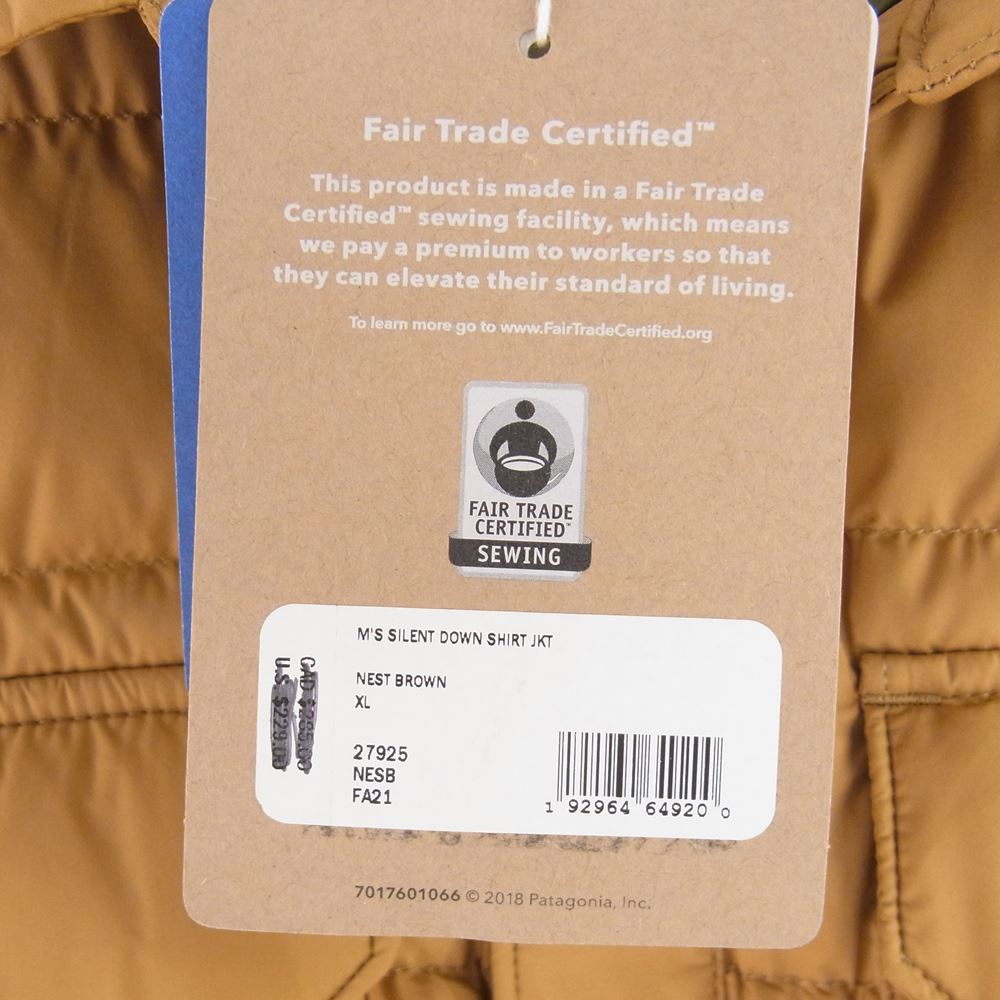 Fair Trade Certified™
This product is made in a Fair Trade
Certified™ sewing facility, which means
we pay a premium to workers so that
they can elevate their standard of living.
To learn more go to www.FairTradeCertified.org
FAIR TRADE
CERTIFIED™
SEWING
M'S SILENT DOWN SHIRT JKT
NEST BROWN
XL
CAD
U.S. $229.00
27925
NESB
FA21
1 92964 64920 0
7017601066 © 2018 Patagonia, Inc.